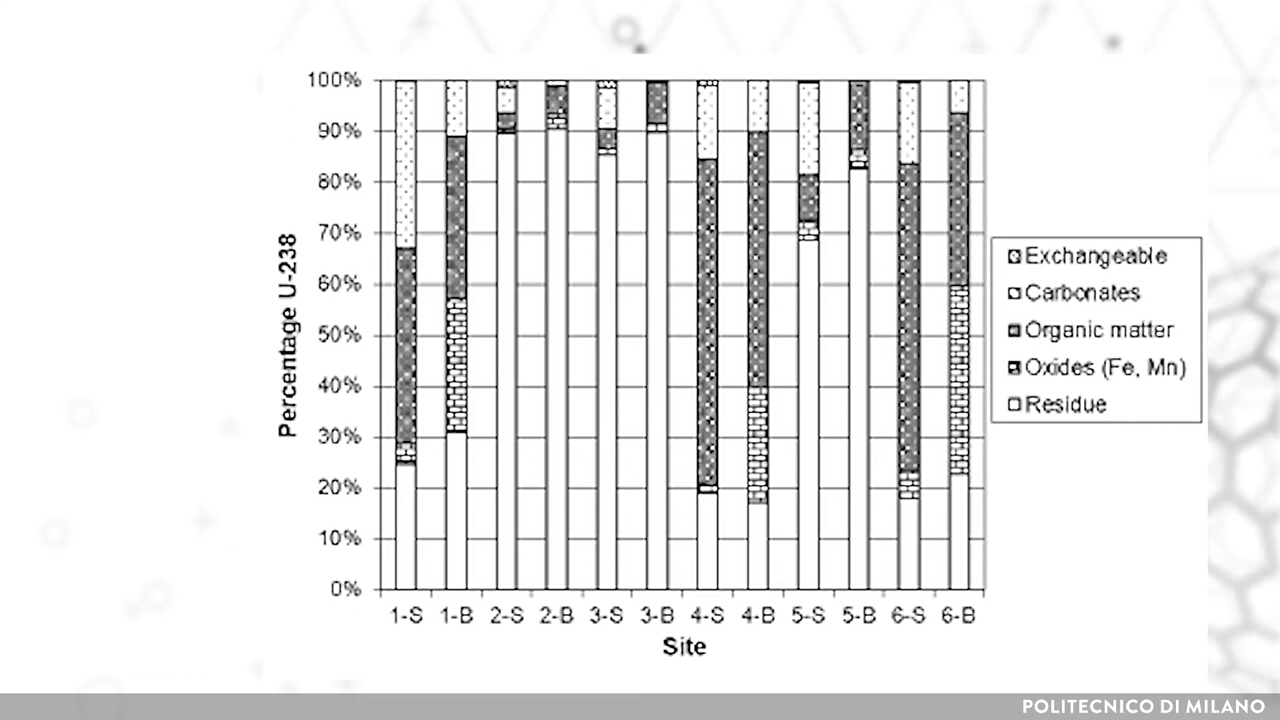 100%
90%
80%
70%
60%
50%
40%
30%
20%
10%
0%
Percentage U-238
1-S 1-B 2-S 2-B 3-S 3-B 4-S 4-B 5-S 5-B 6-S 6-B
Site
Exchangeable
Carbonates
Organic matter
Oxides (Fe, Mn)
Residue
POLITECNICO DI MILANO